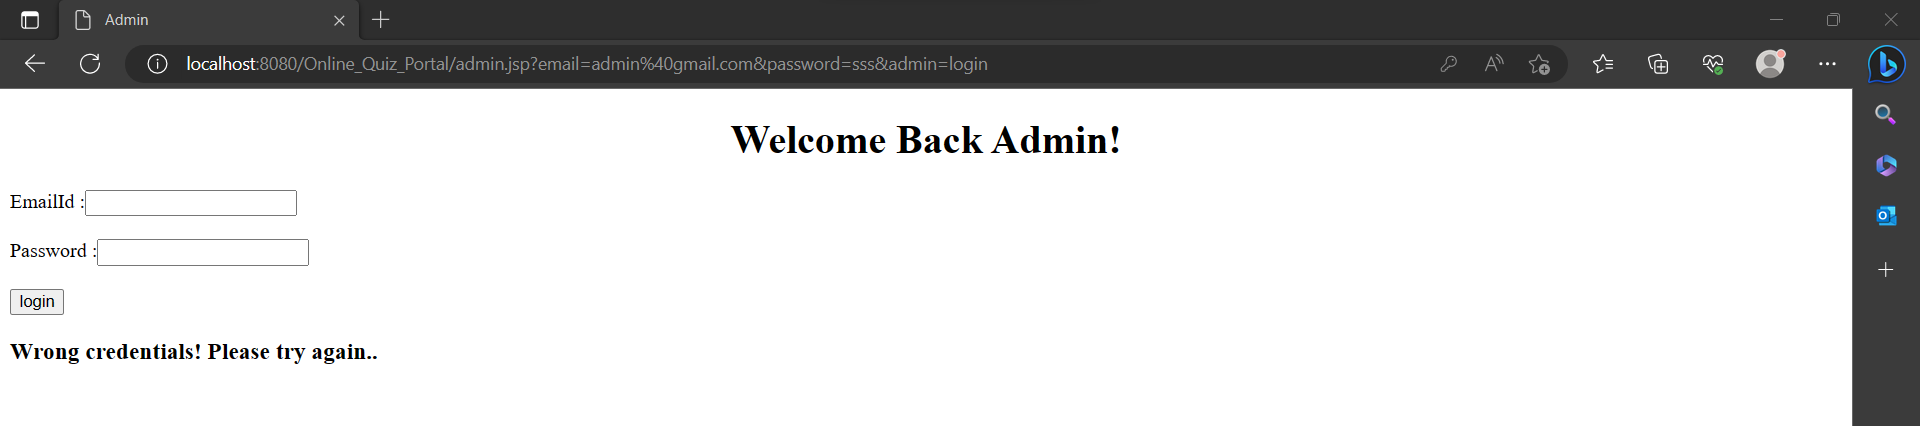 Admin
localhost:8080/Online_Quiz_Portal/admin.jsp?email=admin%40gmail.com&password=sss&admin=login
Welcome Back Admin!
EmailId :
Password :
login
Wrong credentials! Please try again..